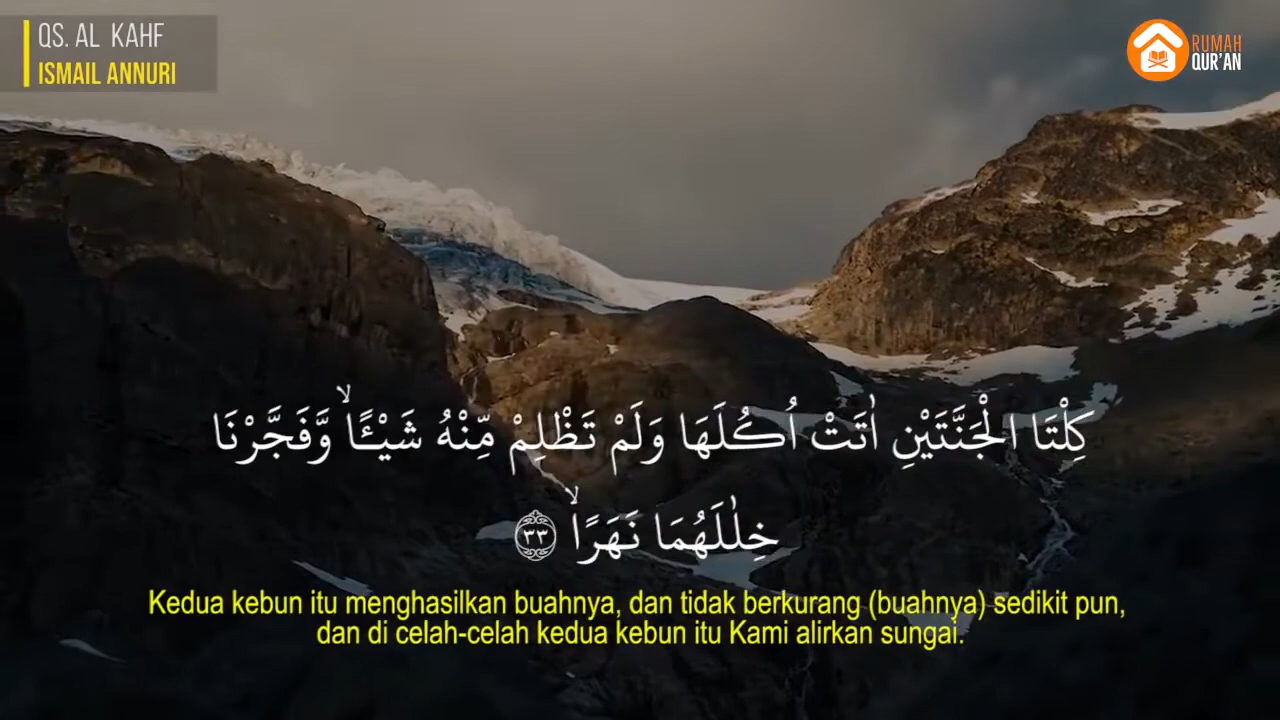 QS. AL KAHF
ISMAIL ANNURI
RUMAH
QUR'AN
كِلْتَا الْجَنَّتَيْنِ اٰتَتْ اُكُلَهَا وَلَمْ تَظْلِمْ مِّنْهُ شَيْـًٔاۙ وَّفَجَّرْنَا
خِلٰلَهُمَا نَهَرًاۙ ٣٣
Kedua kebun itu menghasilkan buahnya, dan tidak berkurang (buahnya) sedikit pun,
dan di celah-celah kedua kebun itu Kami alirkan sungai.